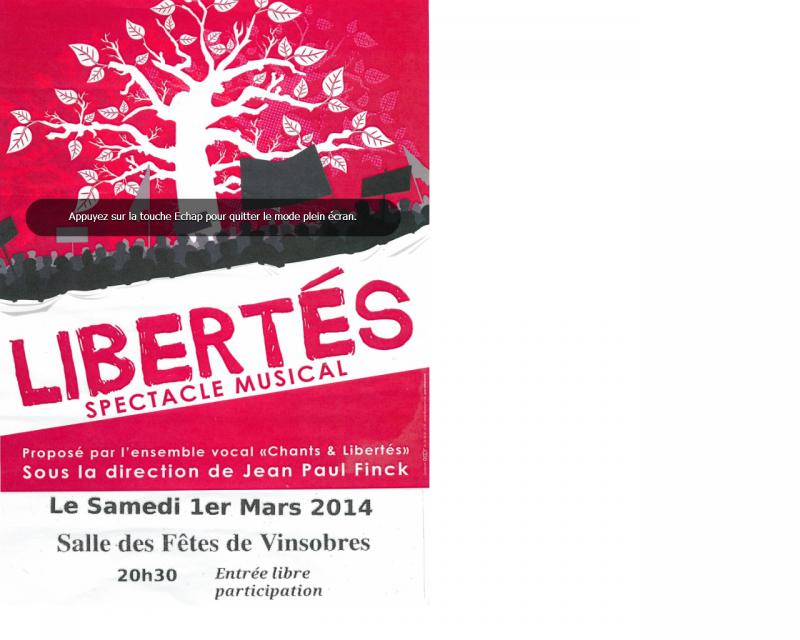 Appuyez sur la touche Echap pour quitter le mode plein écran.
LIBERTÉS
SPECTACLE MUSICAL
Proposé par l'ensemble vocal «Chants & Libertés»
Sous la direction de Jean Paul Finck
Le Samedi 1er Mars 2014
Salle des Fêtes de Vinsobres
20h30 Entrée libre
participation